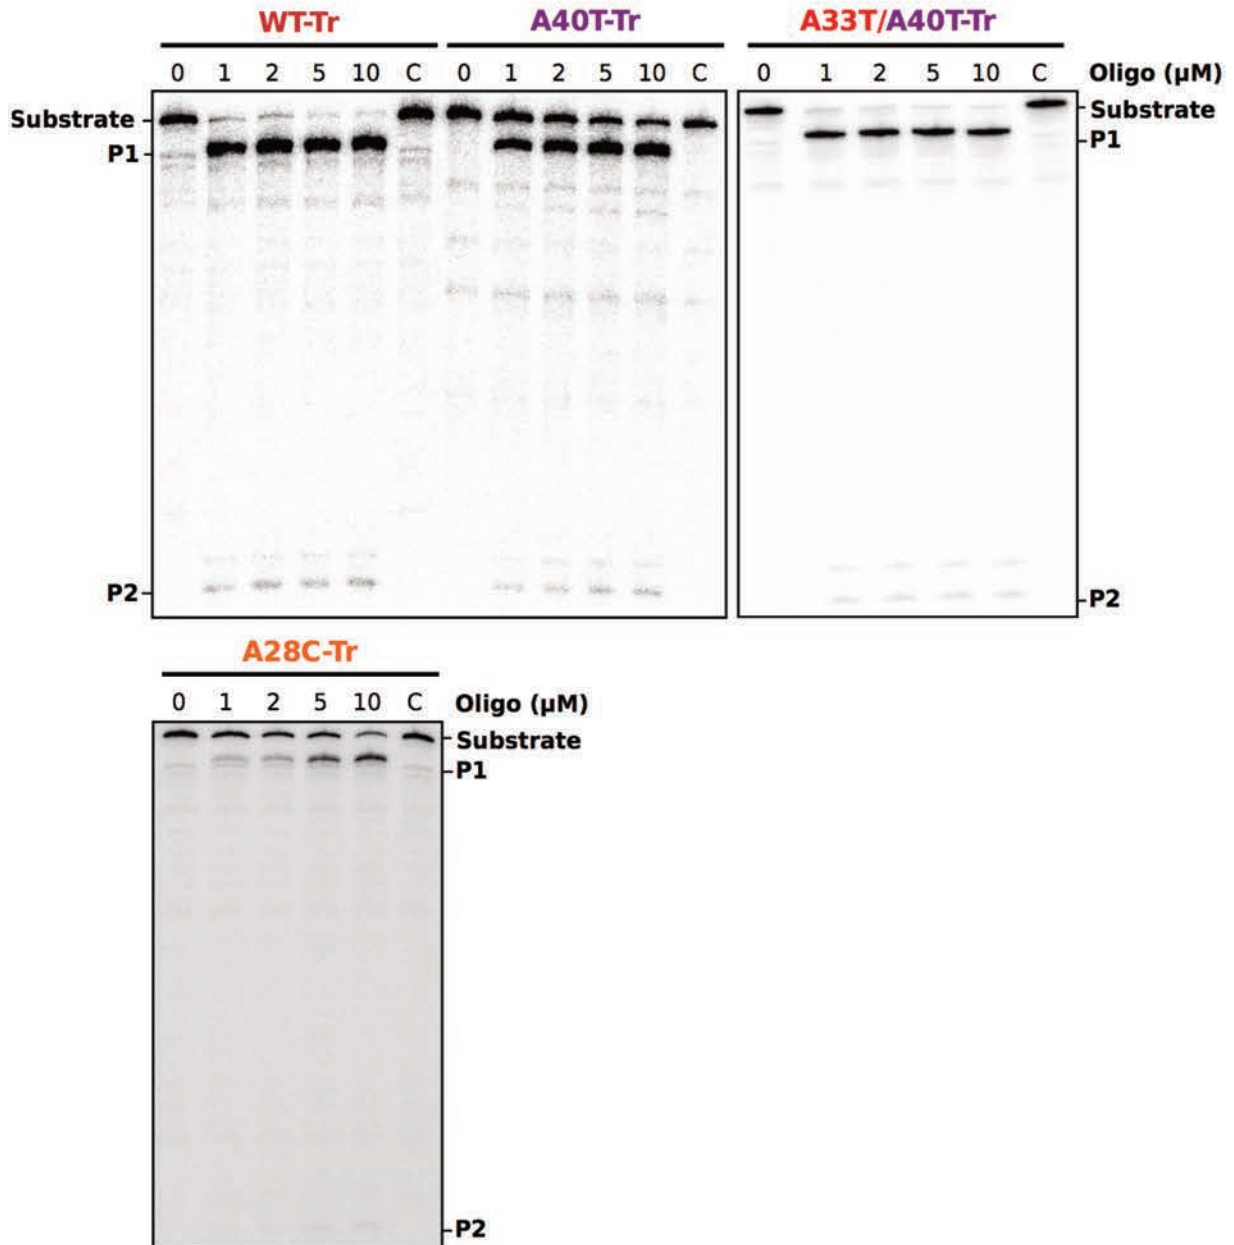 WT-Tr A40T-Tr A33T/A40T-Tr
0 1 2 5 10 C 0 1 2 5 10 C 0 1 2 5 10 C Oligo (µM)
Substrate Substrate
P1 P1
P2 P2
A28C-Tr
0 1 2 5 10 C Oligo (µM)
Substrate
P1
P2